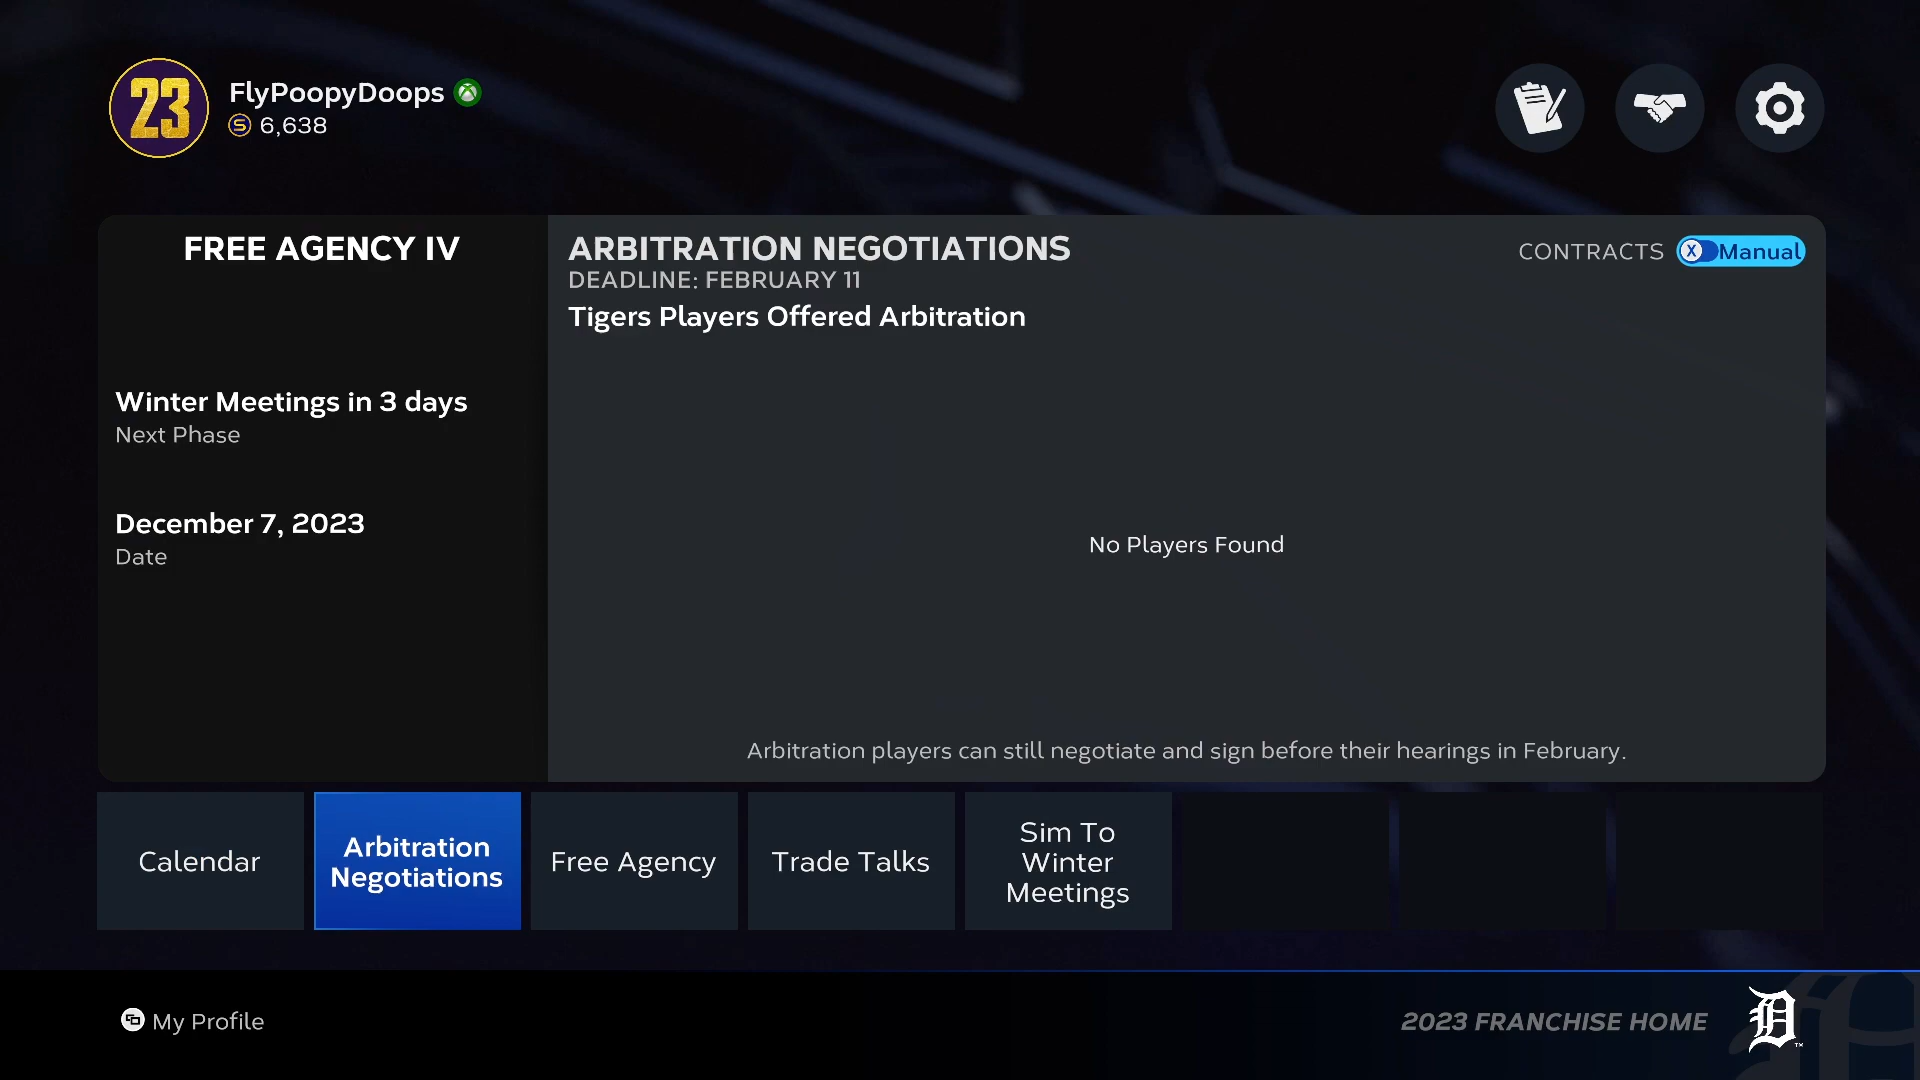 23
FlyPoopyDoops
S 6,638
FREE AGENCY IV
Winter Meetings in 3 days
Next Phase
December 7, 2023
Date
ARBITRATION NEGOTIATIONS
DEADLINE: FEBRUARY 11
Tigers Players Offered Arbitration
CONTRACTS X Manual
No Players Found
Arbitration players can still negotiate and sign before their hearings in February.
Calendar
Arbitration
Negotiations
Free Agency
Trade Talks
Sim To
Winter
Meetings
My Profile
2023 FRANCHISE HOME
D TM